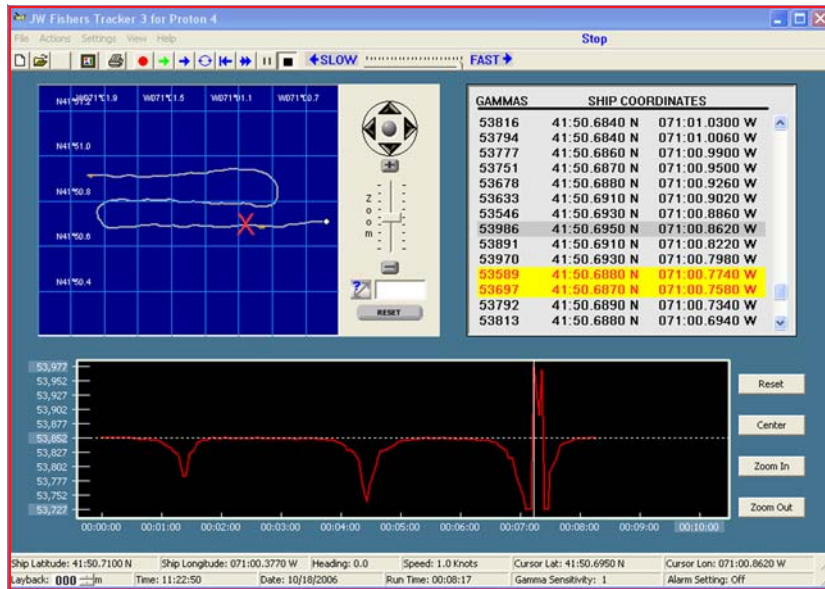 JW Fishers Tracker 3 for Proton 4
File Actions Settings View Help
Stop
SLOW FAST
W071°01.9 W071°01.5 W071°01.1 W071°00.7
N41°51.2
N41°51.0
N41°50.8
N41°50.6
N41°50.4
zoom
?
RESET
GAMMAS SHIP COORDINATES
53816 41:50.6840 N 071:01.0300 W
53794 41:50.6840 N 071:01.0060 W
53777 41:50.6860 N 071:00.9900 W
53751 41:50.6870 N 071:00.9500 W
53678 41:50.6880 N 071:00.9260 W
53633 41:50.6910 N 071:00.9020 W
53546 41:50.6930 N 071:00.8860 W
53986 41:50.6950 N 071:00.8620 W
53891 41:50.6910 N 071:00.8220 W
53970 41:50.6930 N 071:00.7980 W
53589 41:50.6880 N 071:00.7740 W
53697 41:50.6870 N 071:00.7580 W
53792 41:50.6890 N 071:00.7340 W
53813 41:50.6880 N 071:00.6940 W
53,977
53,952
53,927
53,902
53,877
53,852
53,827
53,802
53,777
53,752
53,727
00:00:00 00:01:00 00:02:00 00:03:00 00:04:00 00:05:00 00:06:00 00:07:00 00:08:00 00:09:00 00:10:00
Reset
Center
Zoom In
Zoom Out
Ship Latitude: 41:50.7100 N Ship Longitude: 071:00.3770 W Heading: 0.0 Speed: 1.0 Knots Cursor Lat: 41:50.6950 N Cursor Lon: 071:00.8620 W
Layback: 000 m Time: 11:22:50 Date: 10/18/2006 Run Time: 00:08:17 Gamma Sensitivity: 1 Alarm Setting: Off